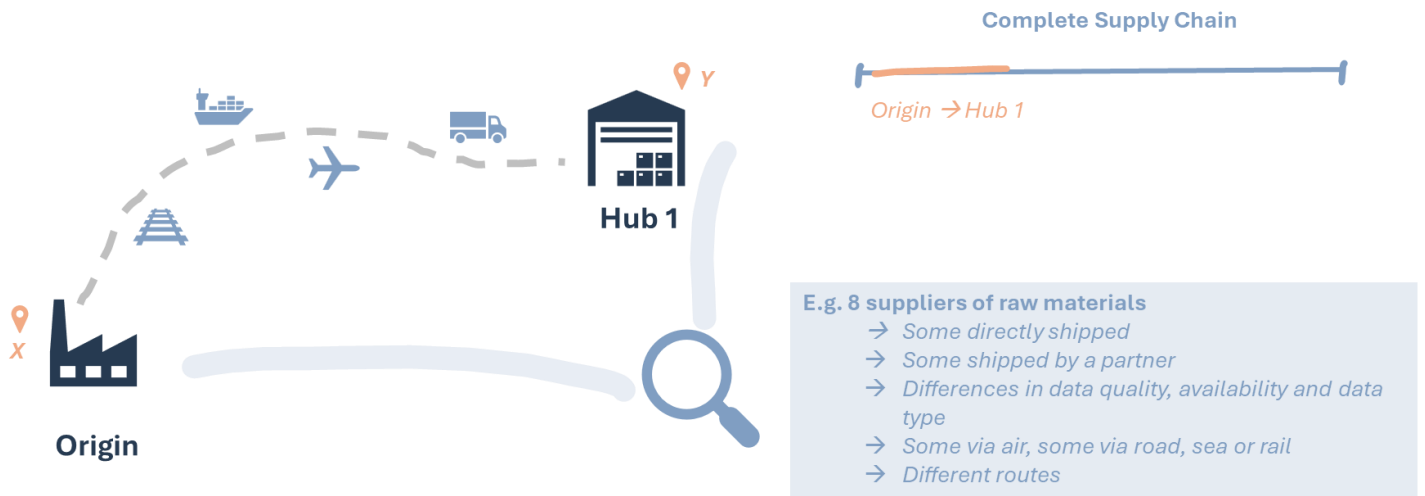 Complete Supply Chain
Y
Origin → Hub 1
Hub 1
X
Origin
E.g. 8 suppliers of raw materials
→ Some directly shipped
→ Some shipped by a partner
→ Differences in data quality, availability and data
type
→ Some via air, some via road, sea or rail
→ Different routes